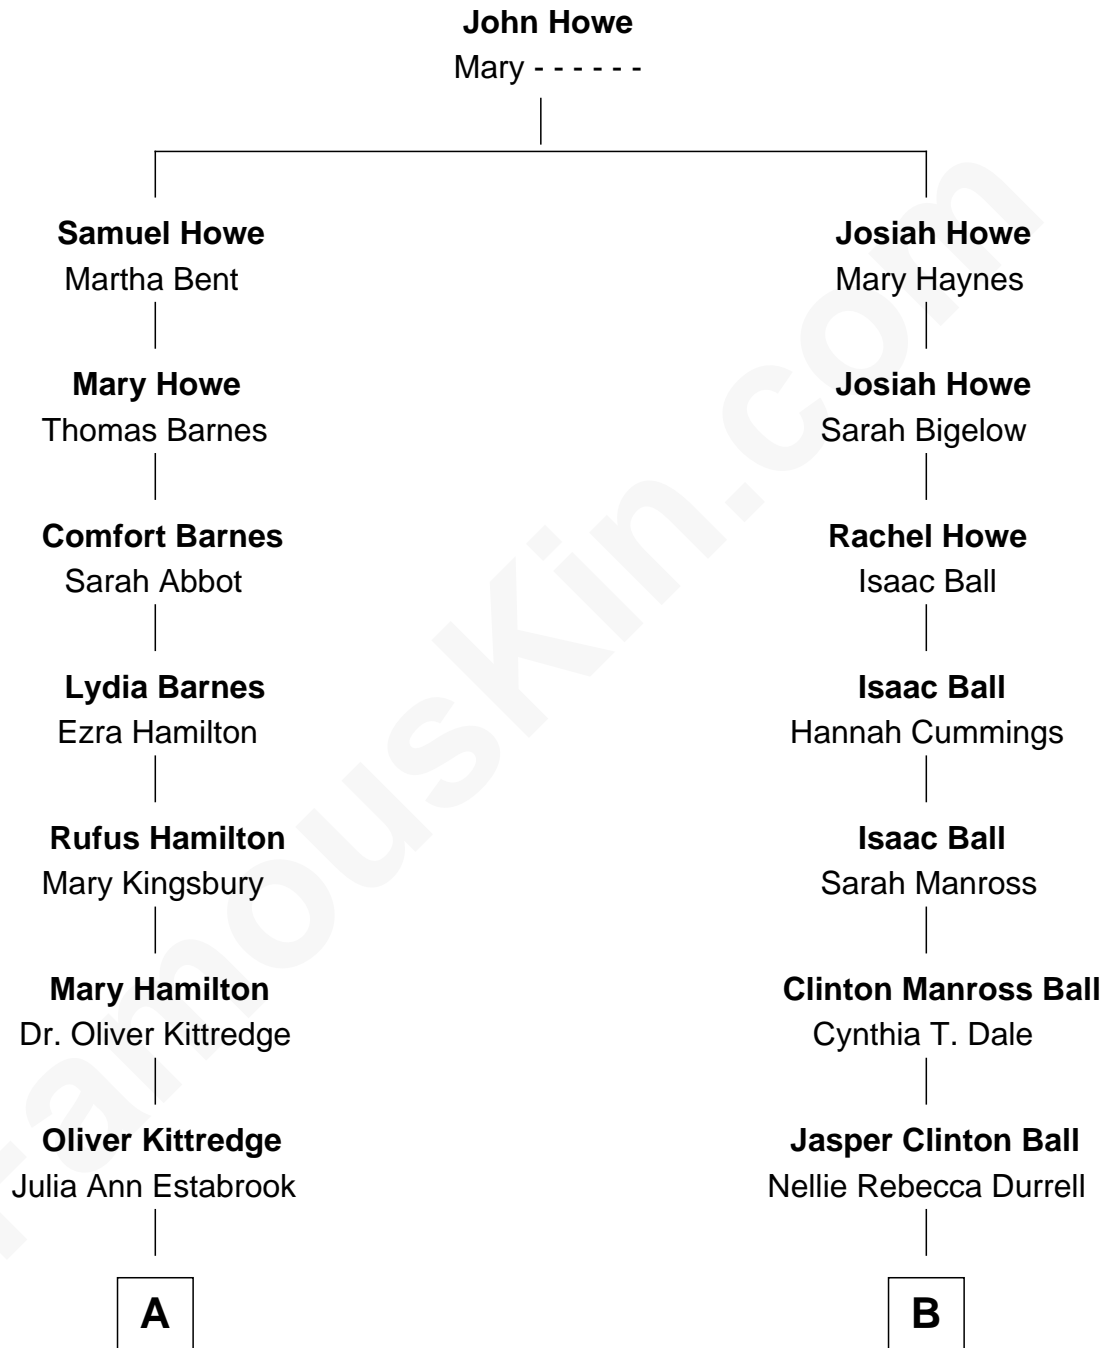 John Howe
Mary - - - - - -
Samuel Howe
Martha Bent
Josiah Howe
Mary Haynes
Mary Howe
Thomas Barnes
Josiah Howe
Sarah Bigelow
Comfort Barnes
Sarah Abbot
Rachel Howe
Isaac Ball
Lydia Barnes
Ezra Hamilton
Isaac Ball
Hannah Cummings
Rufus Hamilton
Mary Kingsbury
Isaac Ball
Sarah Manross
Mary Hamilton
Dr. Oliver Kittredge
Clinton Manross Ball
Cynthia T. Dale
Oliver Kittredge
Julia Ann Estabrook
Jasper Clinton Ball
Nellie Rebecca Durrell
A
B
FamousKin.com